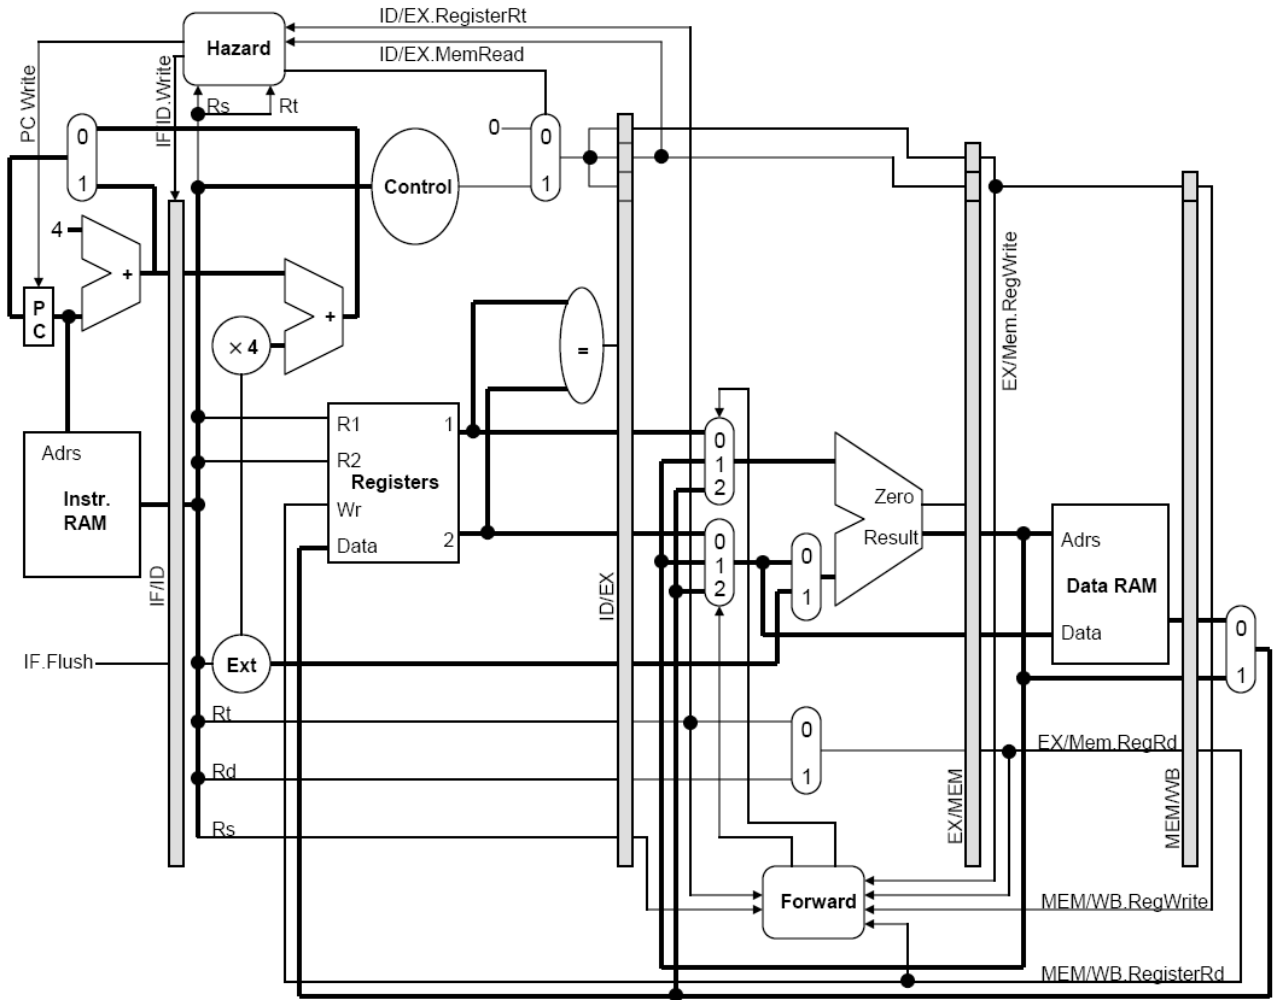 ID/EX.RegisterRt
Hazard
ID/EX.MemRead
PC Write
IF/ID.Write
Rs
Rt
0
0
0
1
Control
1
4
+
P
C
+
× 4
=
EX/Mem.RegWrite
R1
1
0
Adrs
R2
1
Instr.
RAM
Registers
2
Zero
Wr
Result
Data
2
0
1
2
0
1
Adrs
Data RAM
Data
IF/ID
ID/EX
0
1
IF.Flush
Ext
Rt
0
EX/Mem.RegRd
Rd
1
EX/MEM
MEM/WB
Rs
Forward
MEM/WB.RegWrite
MEM/WB.RegisterRd